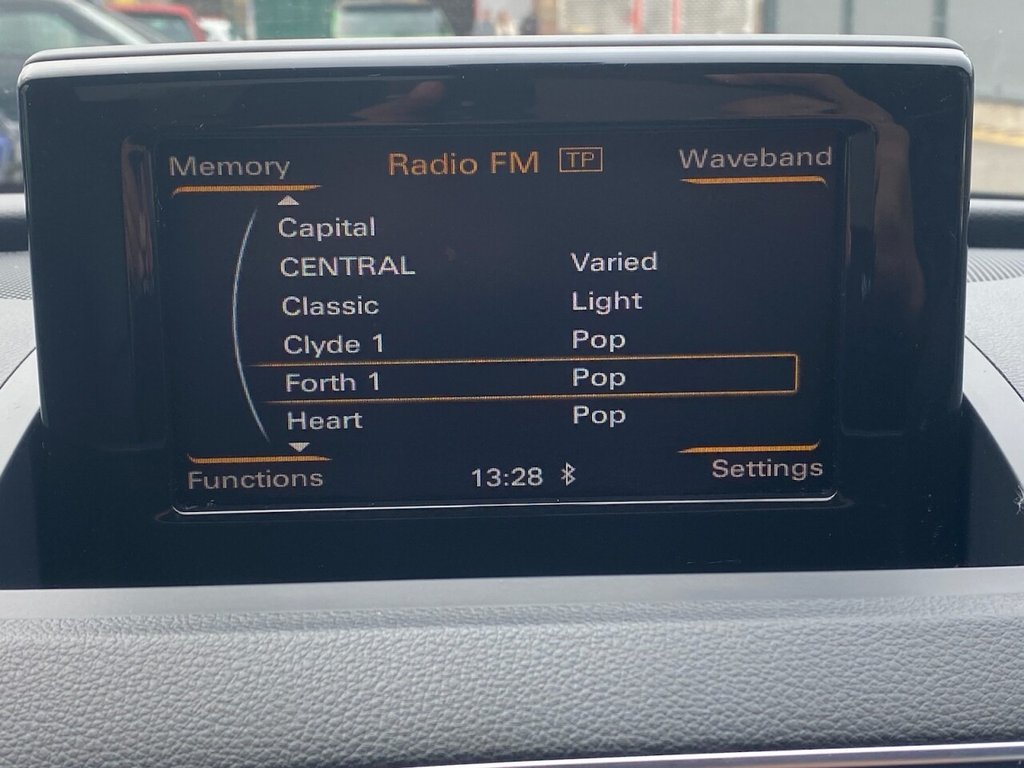 Memory Radio FM TP Waveband
Capital
CENTRAL Varied
Classic Light
Clyde 1 Pop
Forth 1 Pop
Heart Pop
Functions 13:28 Settings